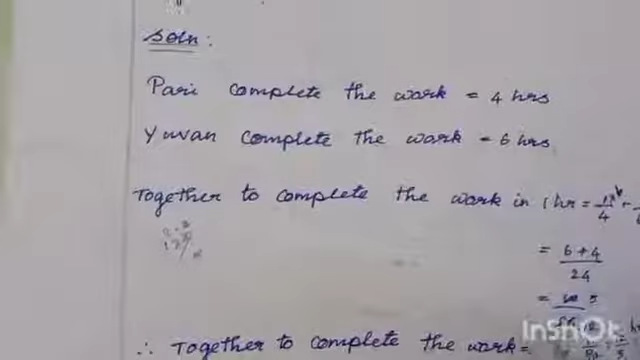 Soln:
Pari complete the work = 4 hrs
Yuvan complete the work = 6 hrs
Together to complete the work in 1 hr =
= 6+4
24
=
∴ Together to complete the work =
InShOt